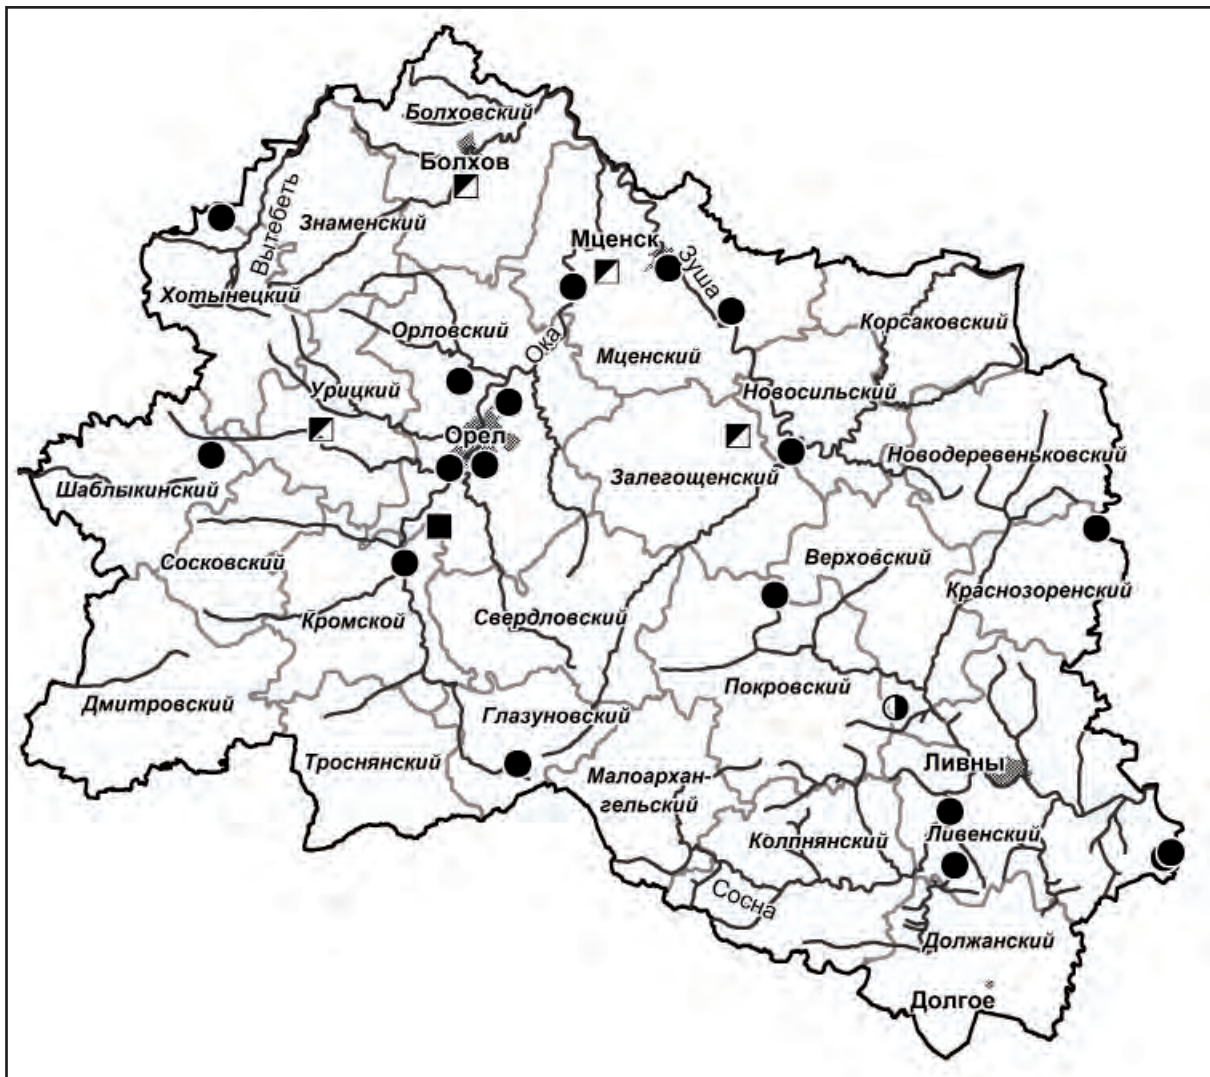 Болховский
Болхов
Вытебеть
Знаменский
Мценск
Зуша
Хотынецкий
Орловский
Ока
Корсаковский
Мценский
Урицкий
Новосильский
Орел
Новодеревеньковский
Залегощенский
Шаблыкинский
Сосковский
Верховский
Краснозоренский
Кромской
Свердловский
Покровский
Дмитровский
Глазуновский
Троснянский
Ливны
Малоархан-
гельский
Колпнянский
Ливенский
Сосна
Должанский
Долгое